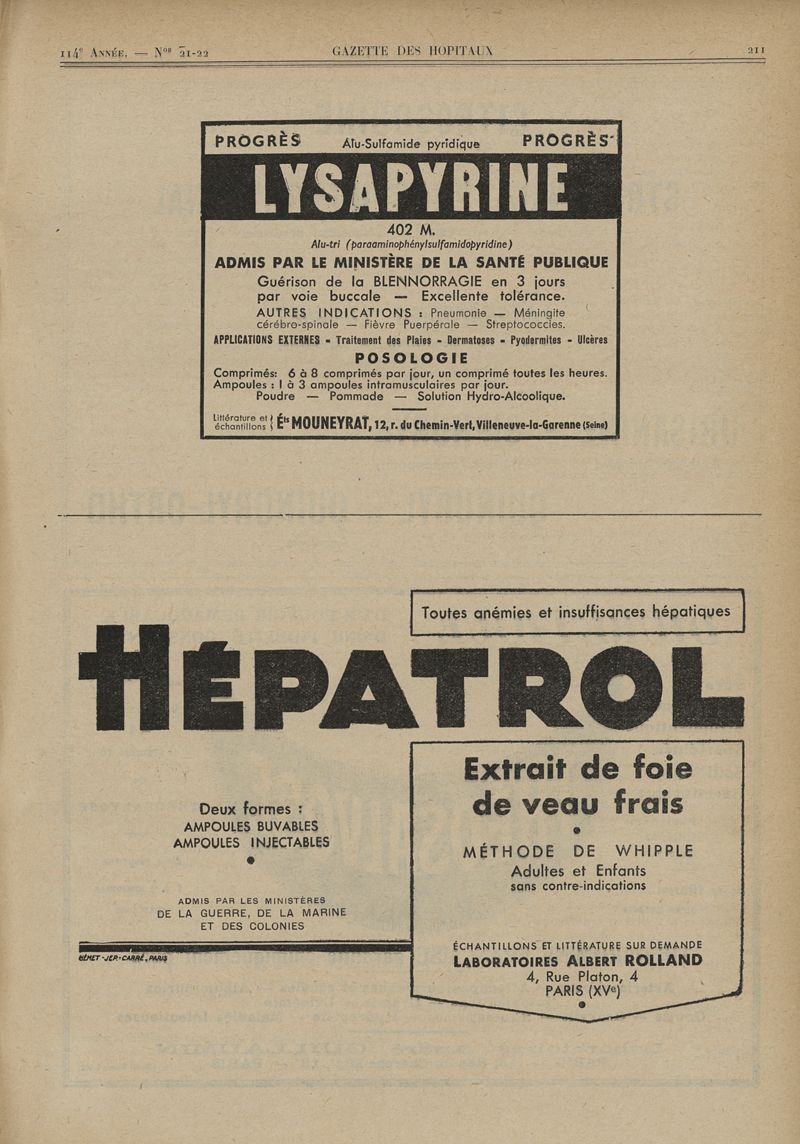 114e ANNÉE. — Nos 21-22
GAZETTE DES HOPITAUX
211
PROGRÈS
Alu-Sulfamide pyridique
PROGRÈS
LYSAPYRINE
402 M.
Alu-tri (paraaminophénylsulfamidopyridine)
ADMIS PAR LE MINISTÈRE DE LA SANTÉ PUBLIQUE
Guérison de la BLENNORRAGIE en 3 jours
par voie buccale — Excellente tolérance.
AUTRES INDICATIONS : Pneumonie — Méningite
cérébro-spinale — Fièvre Puerpérale — Streptococcies.
APPLICATIONS EXTERNES - Traitement des Plaies - Dermatoses - Pyodermites - Ulcères
POSOLOGIE
Comprimés: 6 à 8 comprimés par jour, un comprimé toutes les heures.
Ampoules : 1 à 3 ampoules intramusculaires par jour.
Poudre — Pommade — Solution Hydro-Alcoolique.
Littérature et
échantillons
Éts MOUNEYRAT, 12, r. du Chemin-Vert, Villeneuve-la-Garenne (Seine)
Toutes anémies et insuffisances hépatiques
HÉPATROL
Extrait de foie
de veau frais
MÉTHODE DE WHIPPLE
Adultes et Enfants
sans contre-indications
Deux formes :
AMPOULES BUVABLES
AMPOULES INJECTABLES
ADMIS PAR LES MINISTÈRES
DE LA GUERRE, DE LA MARINE
ET DES COLONIES
ÉCHANTILLONS ET LITTÉRATURE SUR DEMANDE
LABORATOIRES ALBERT ROLLAND
4, Rue Platon, 4
PARIS (XVe)
-JEP-CARRÉ, PARIS